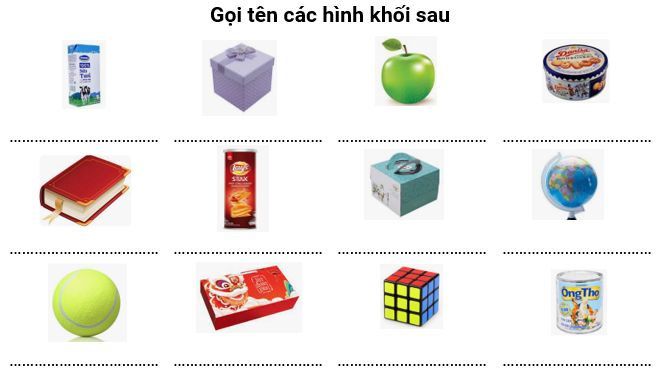 Gọi tên các hình khối sau
Danisa
Lay's
STAX
Ông Thọ